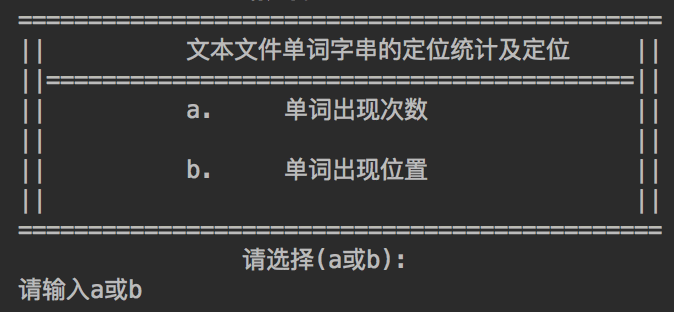 ==============================================
||          文本文件单词字串的定位统计及定位     ||
||==========================================||
||          a.     单词出现次数               ||
||                                          ||
||          b.     单词出现位置               ||
||                                          ||
==============================================
请选择(a或b):
请输入a或b